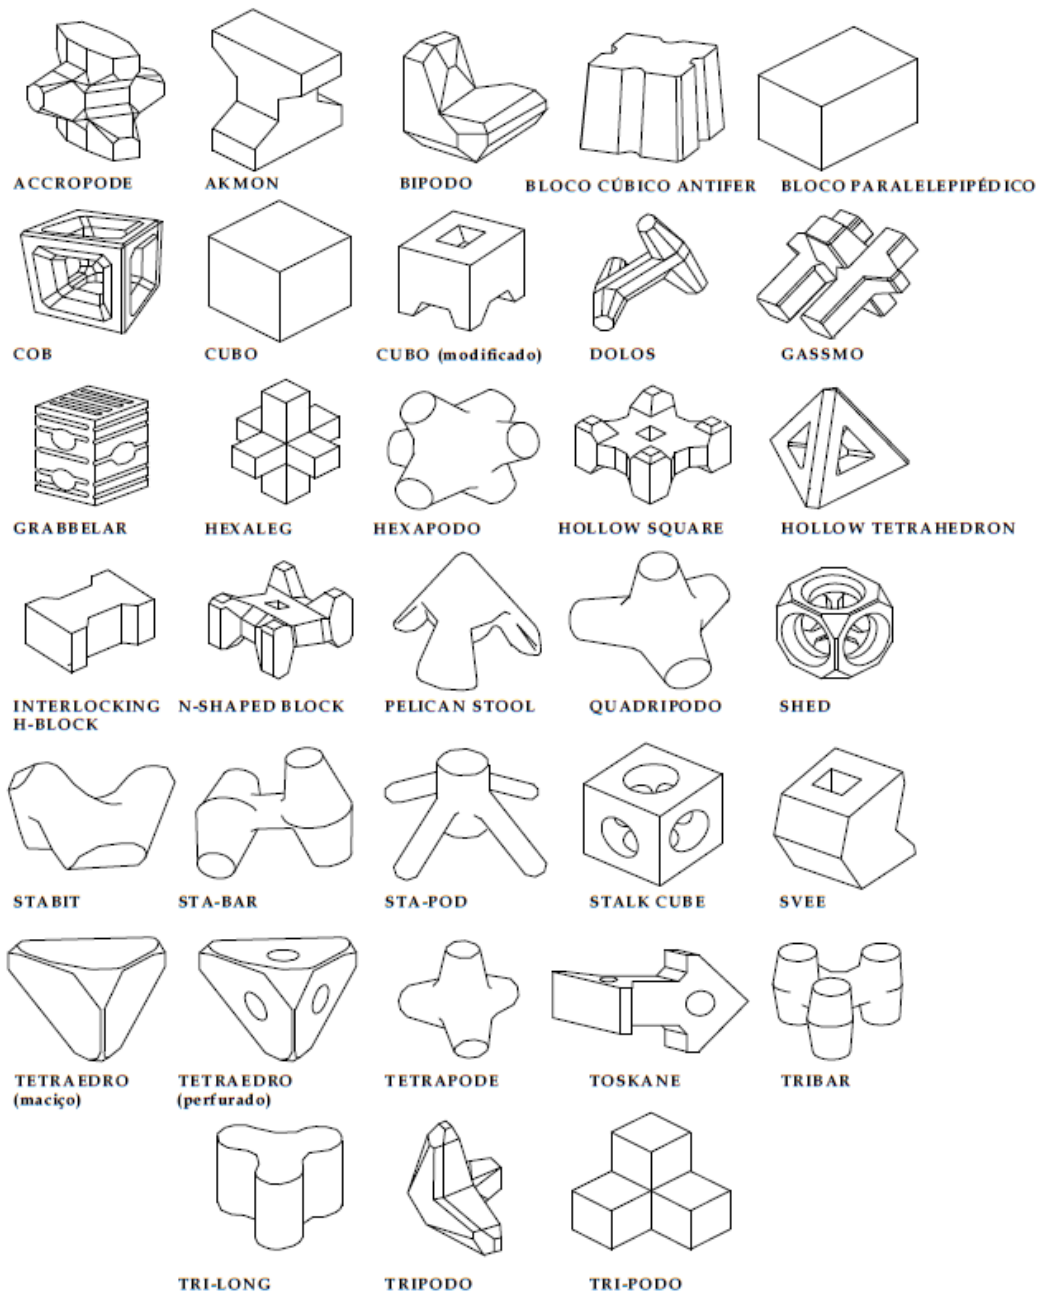 ACCROPODE
AKMON
BIPODO
BLOCO CÚBICO ANTIFER
BLOCO PARALELEPIPÉDICO
COB
CUBO
CUBO (modificado)
DOLOS
GASSMO
GRABBELAR
HEXALEG
HEXAPODO
HOLLOW SQUARE
HOLLOW TETRAHEDRON
INTERLOCKING
H-BLOCK
N-SHAPED BLOCK
PELICAN STOOL
QUADRIPODO
SHED
STABIT
STA-BAR
STA-POD
STALK CUBE
SVEE
TETRAEDRO
(maciço)
TETRAEDRO
(perfurado)
TETRAPODE
TOSKANE
TRIBAR
TRI-LONG
TRIPODO
TRI-PODO